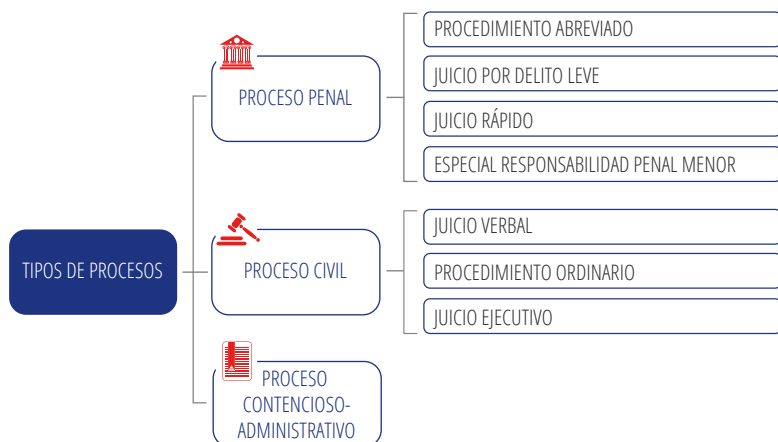 TIPOS DE PROCESOS
PROCESO PENAL
PROCEDIMIENTO ABREVIADO
JUICIO POR DELITO LEVE
JUICIO RÁPIDO
ESPECIAL RESPONSABILIDAD PENAL MENOR
PROCESO CIVIL
JUICIO VERBAL
PROCEDIMIENTO ORDINARIO
JUICIO EJECUTIVO
PROCESO
CONTENCIOSO-
ADMINISTRATIVO